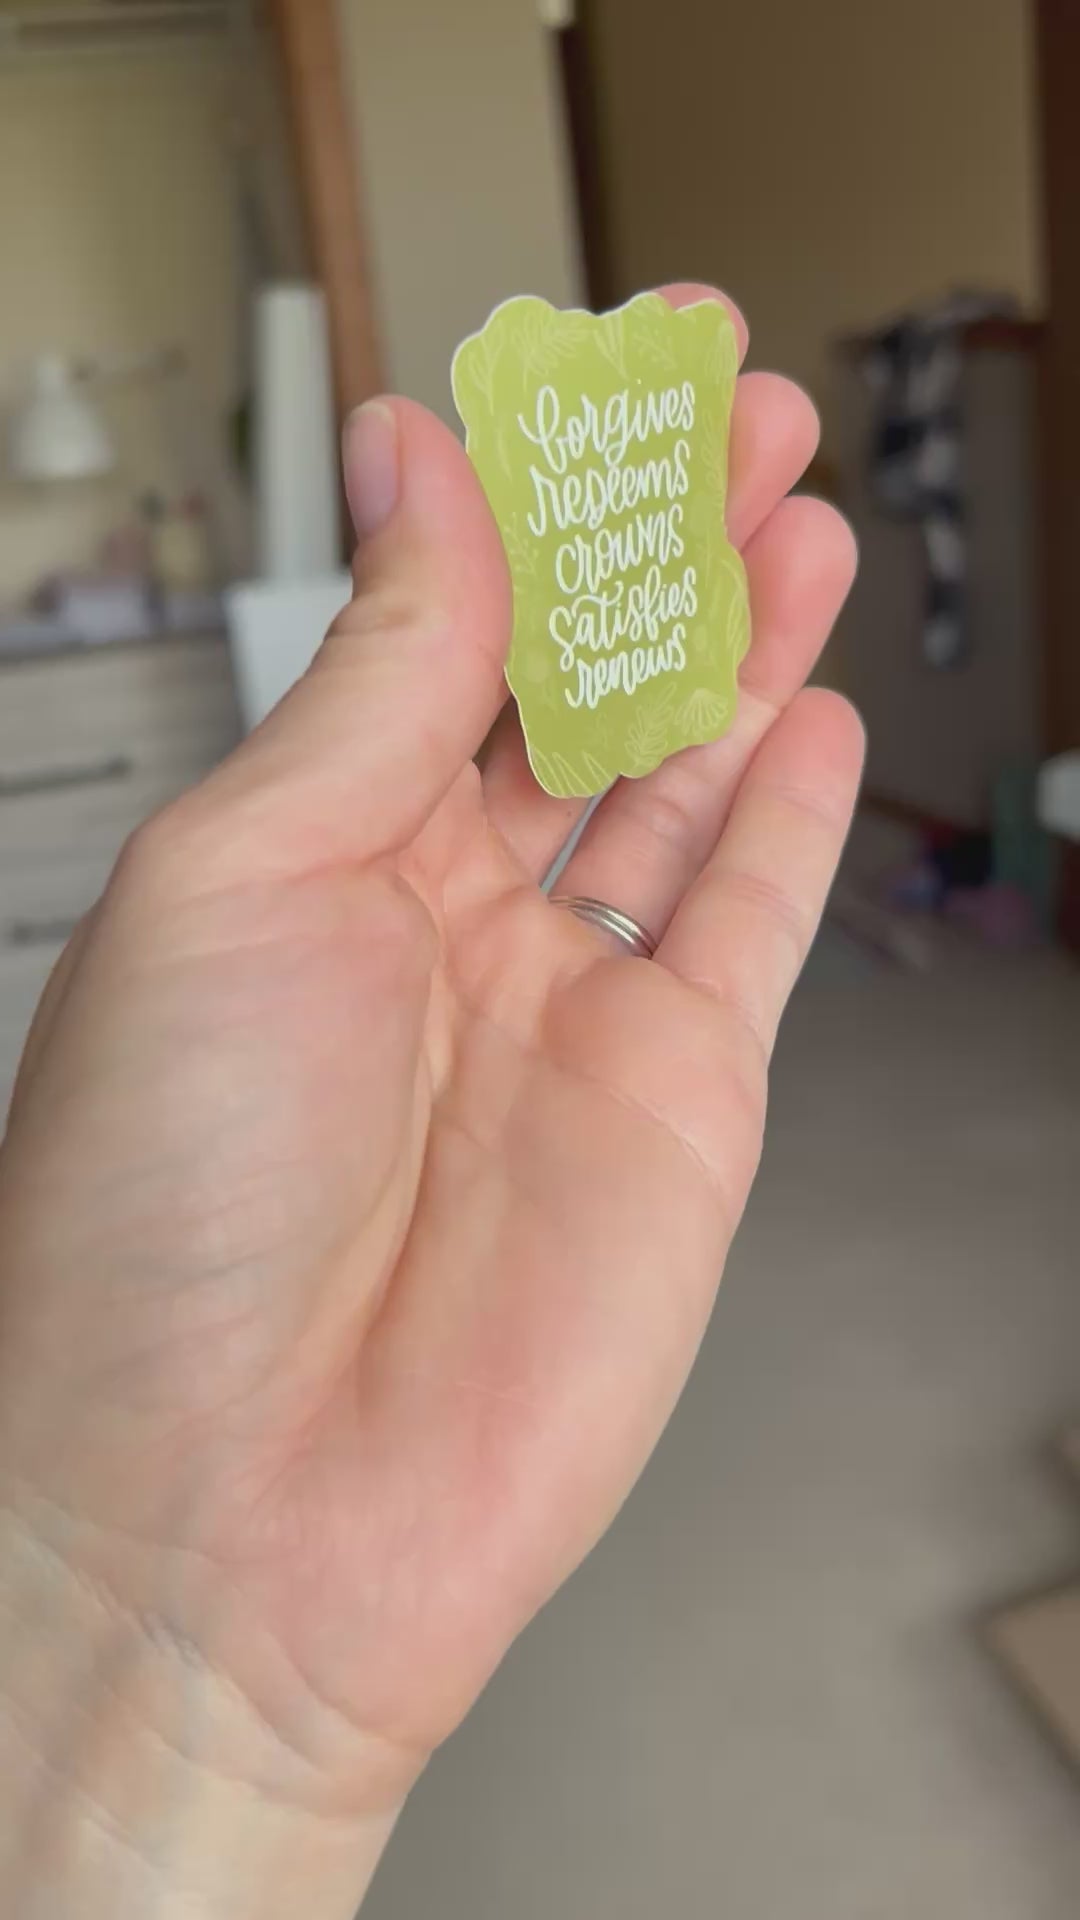 forgives
redeems
crowns
satisfies
renews